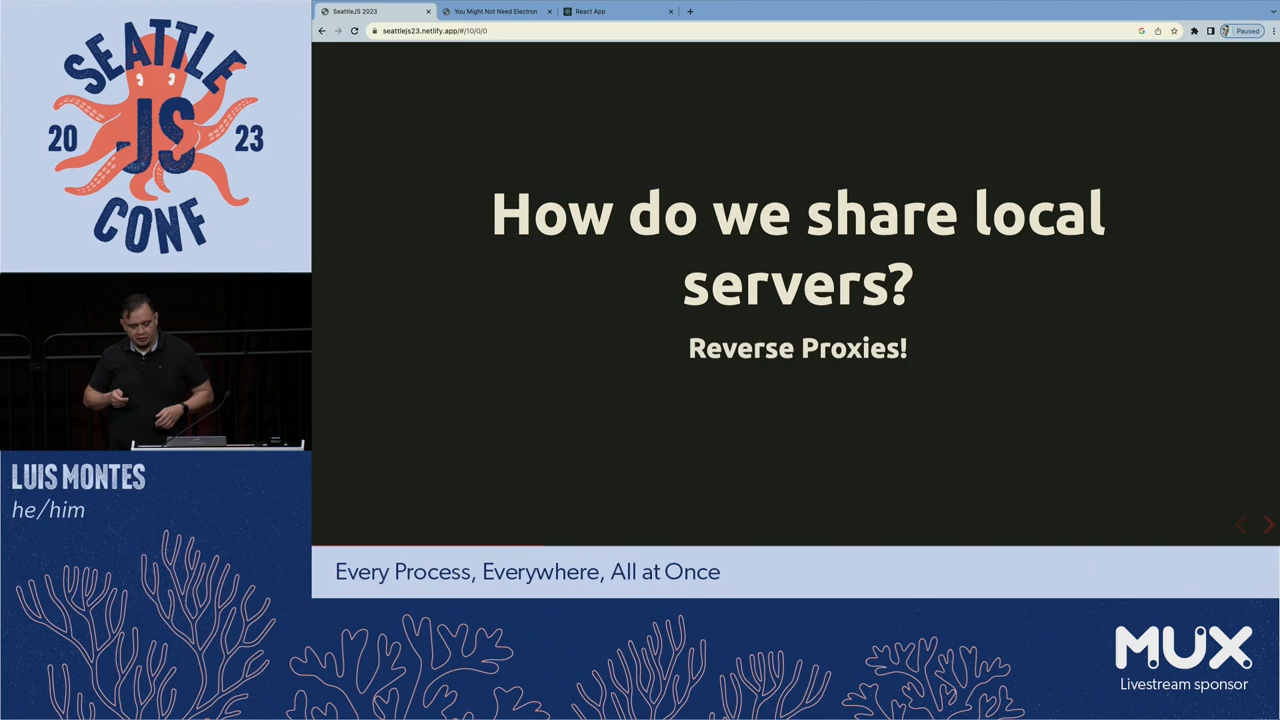 SEATTLE
JS
20 23
CONF
SeattleJS 2023
You Might Not Need Electron
React App
seattlejs23.netlify.app/#/10/0/0
Paused
How do we share local
servers?
Reverse Proxies!
LUIS MONTES
he/him
Every Process, Everywhere, All at Once
MUX
Livestream sponsor